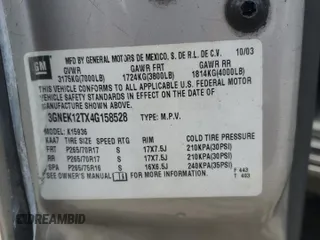 GM
MFD BY GENERAL MOTORS DE MEXICO, S. DE R.L. DE C.V. 10/03
GVWR GAWR FRT GAWR RR
3175KG(7000LB) 1724KG(3800LB) 1814KG(4000LB)
THIS VEHICLE CONFORMS TO ALL APPLICABLE U.S. FEDERAL
MOTOR VEHICLE SAFETY STANDARDS IN EFFECT ON THE DATE
OF MANUFACTURE SHOWN ABOVE.
3GNEK12TX4G158528 TYPE: M.P.V.
MODEL: K15936
KAA7 TIRE SIZE SPEED RTG RIM COLD TIRE PRESSURE
FRT P265/70R17 S 17X7.5J 210KPA(30PSI)
RR P265/70R17 S 17X7.5J 210KPA(30PSI)
SPA P265/75R16 S 16X6.5J 240KPA(35PSI)
SEE OWNER'S MANUAL FOR ADDITIONAL INFORMATION.
BIDHISTORY